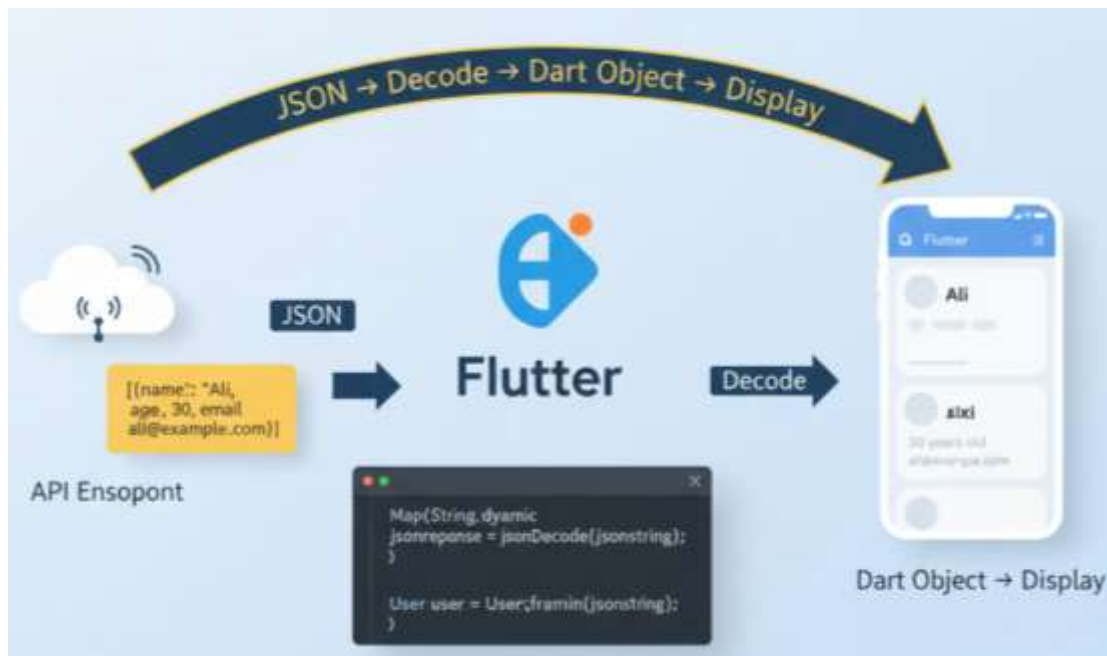 JSON → Decode → Dart Object → Display
JSON
[{name': "Ali,
age, 30, email
ali@example.com}]
API Ensopont
Flutter
Decode
Map(String,dyamic
jsonreponse = jsonDecode(jsonstring);
)
User user = User;framin(jsonstring);
)
Flutter
Ali
aixi
30 years old
Dart Object → Display